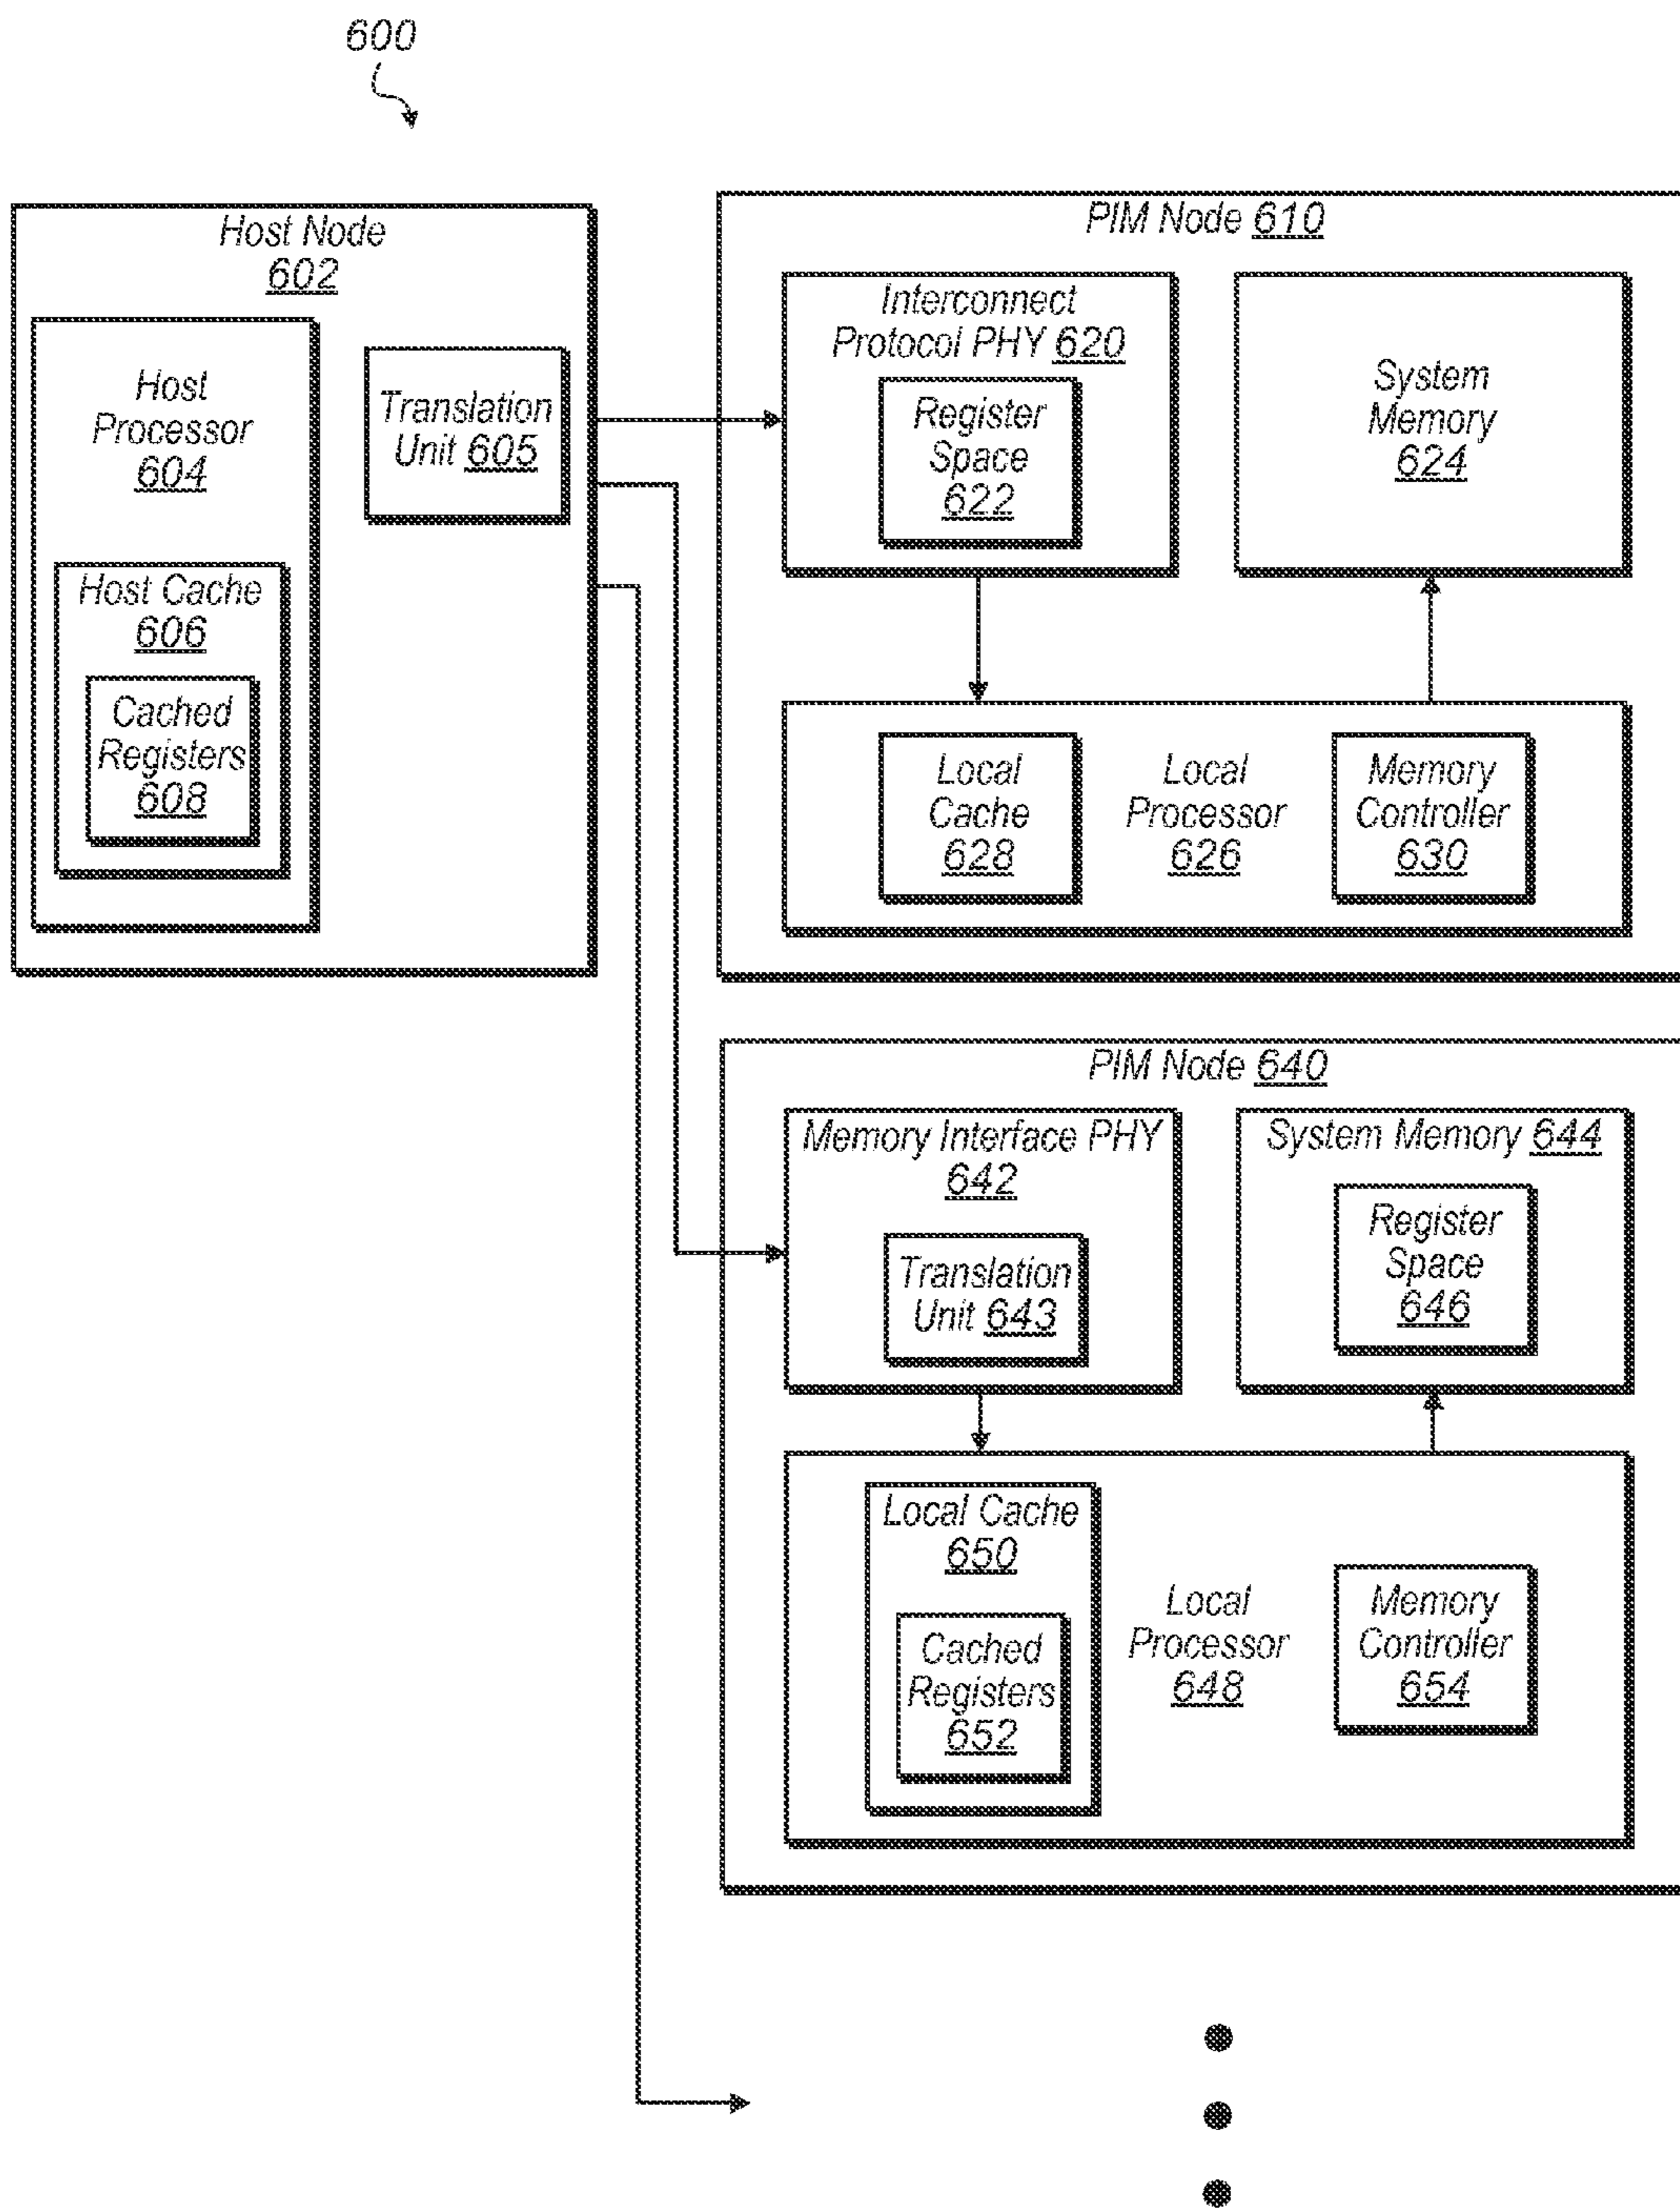 600
Host Node
602
Host
Processor
604
Translation
Unit 605
Host Cache
606
Cached
Registers
608
PIM Node 610
Interconnect
Protocol PHY 620
Register
Space
622
System
Memory
624
Local
Cache
628
Local
Processor
626
Memory
Controller
630
PIM Node 640
Memory Interface PHY
642
Translation
Unit 643
System Memory 644
Register
Space
646
Local Cache
650
Cached
Registers
652
Local
Processor
648
Memory
Controller
654